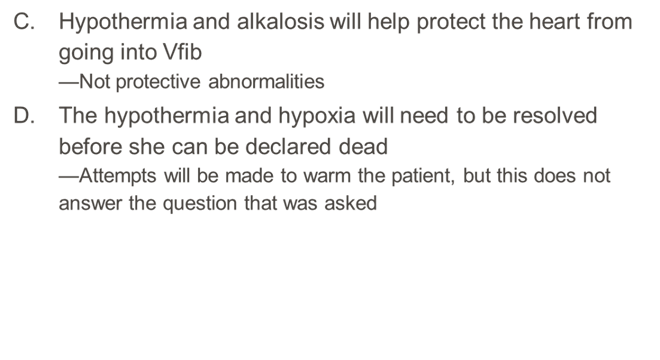 C. Hypothermia and alkalosis will help protect the heart from
going into Vfib
—Not protective abnormalities
D. The hypothermia and hypoxia will need to be resolved
before she can be declared dead
—Attempts will be made to warm the patient, but this does not
answer the question that was asked